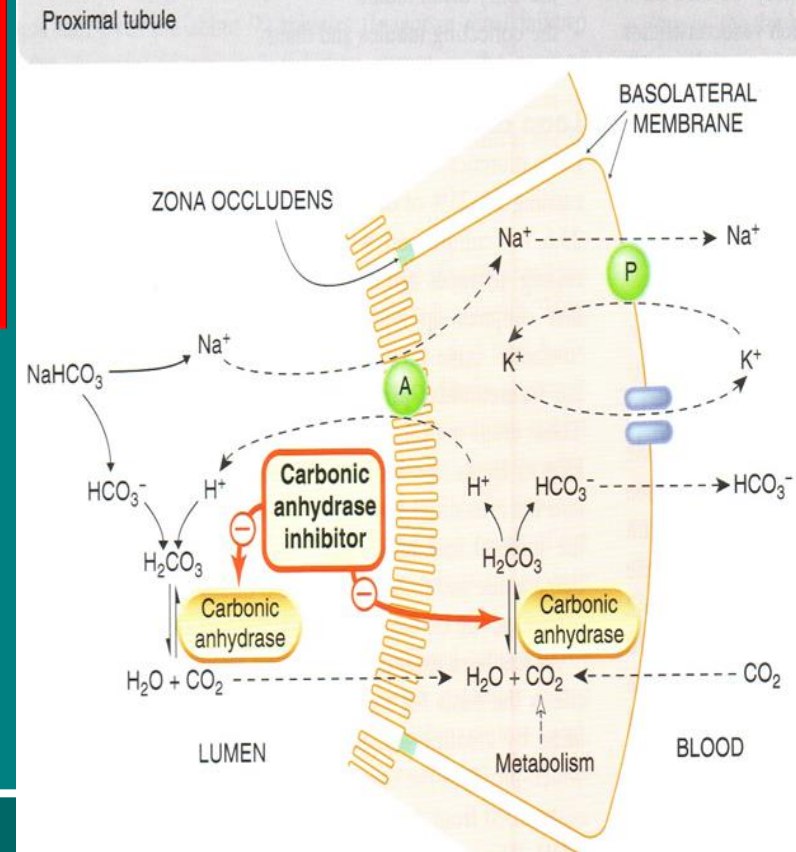 Proximal tubule
BASOLATERAL
MEMBRANE
ZONA OCCLUDENS
Na⁺
Na⁺
P
Na⁺
NaHCO₃
A
K⁺
K⁺
HCO₃⁻
H⁺
Carbonic
anhydrase
inhibitor
H⁺
HCO₃⁻
HCO₃⁻
−
H₂CO₃
H₂CO₃
−
Carbonic
anhydrase
Carbonic
anhydrase
H₂O + CO₂
H₂O + CO₂
CO₂
LUMEN
Metabolism
BLOOD